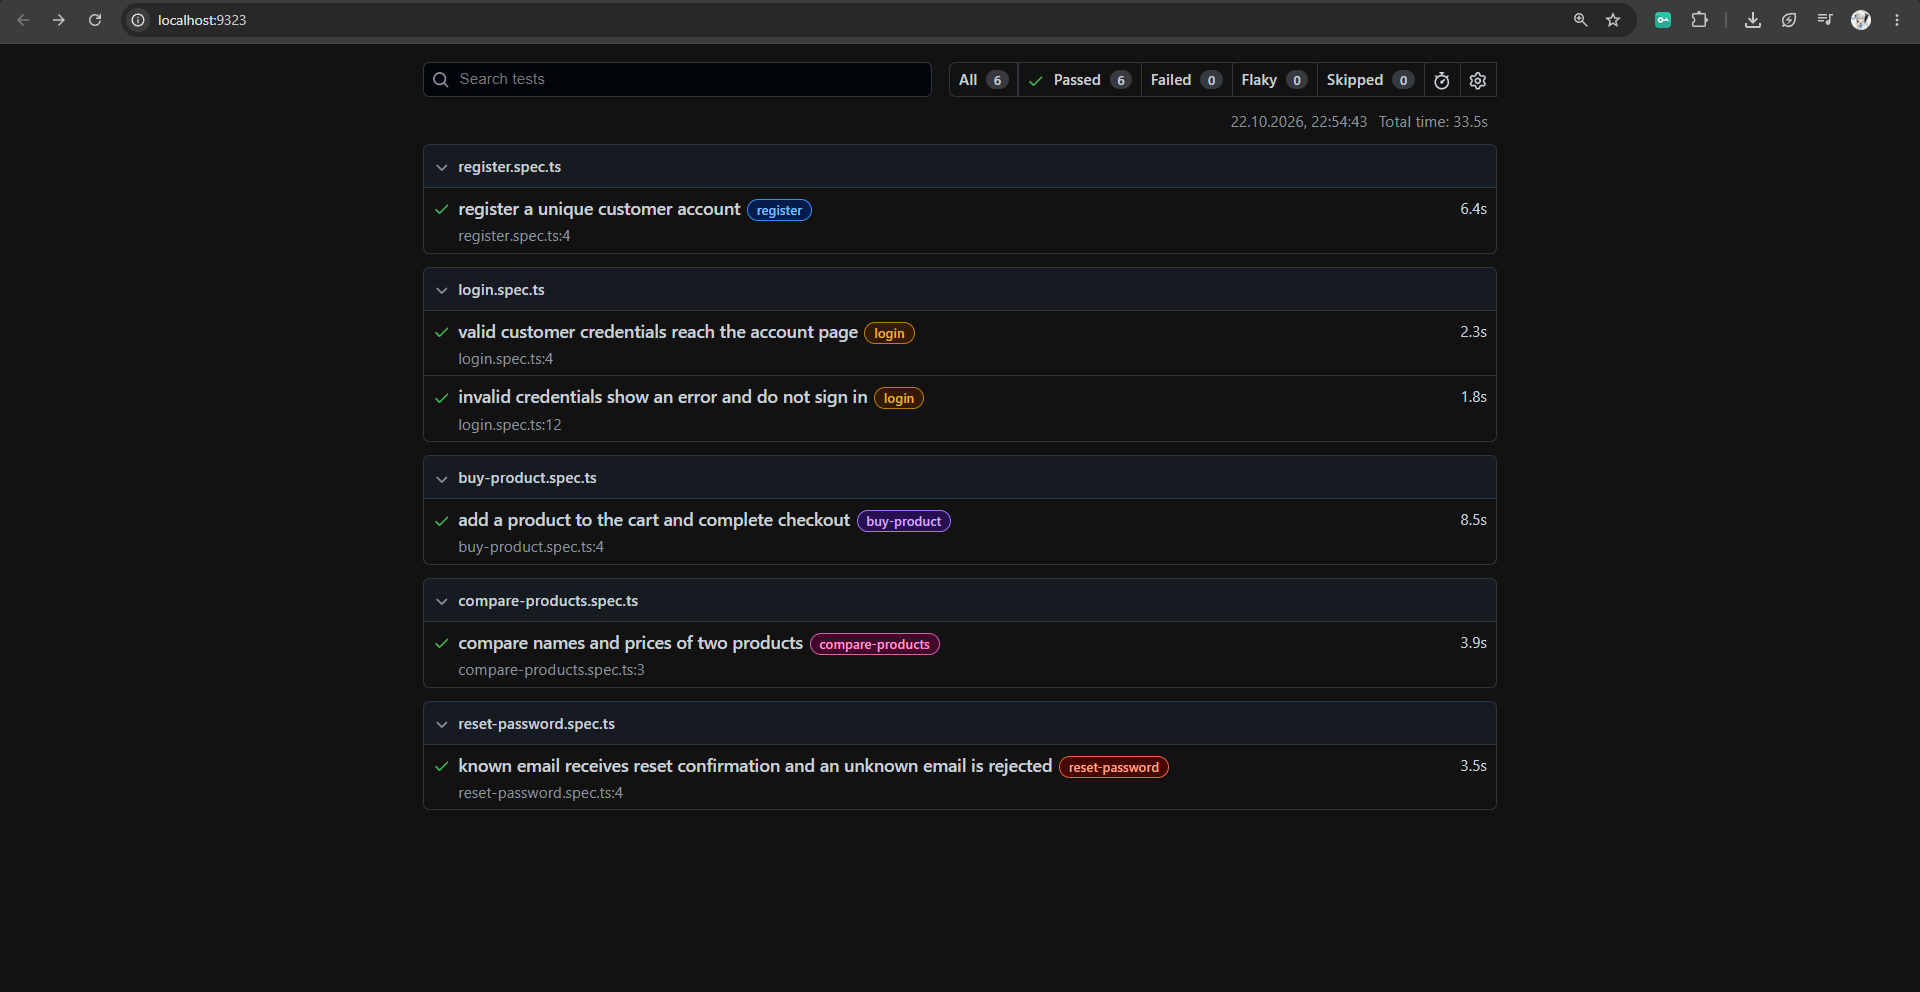 localhost:9323
Search tests
All 6 Passed 6 Failed 0 Flaky 0 Skipped 0
22.10.2026, 22:54:43 Total time: 33.5s
register.spec.ts
register a unique customer account register 6.4s
register.spec.ts:4
login.spec.ts
valid customer credentials reach the account page login 2.3s
login.spec.ts:4
invalid credentials show an error and do not sign in login 1.8s
login.spec.ts:12
buy-product.spec.ts
add a product to the cart and complete checkout buy-product 8.5s
buy-product.spec.ts:4
compare-products.spec.ts
compare names and prices of two products compare-products 3.9s
compare-products.spec.ts:3
reset-password.spec.ts
known email receives reset confirmation and an unknown email is rejected reset-password 3.5s
reset-password.spec.ts:4